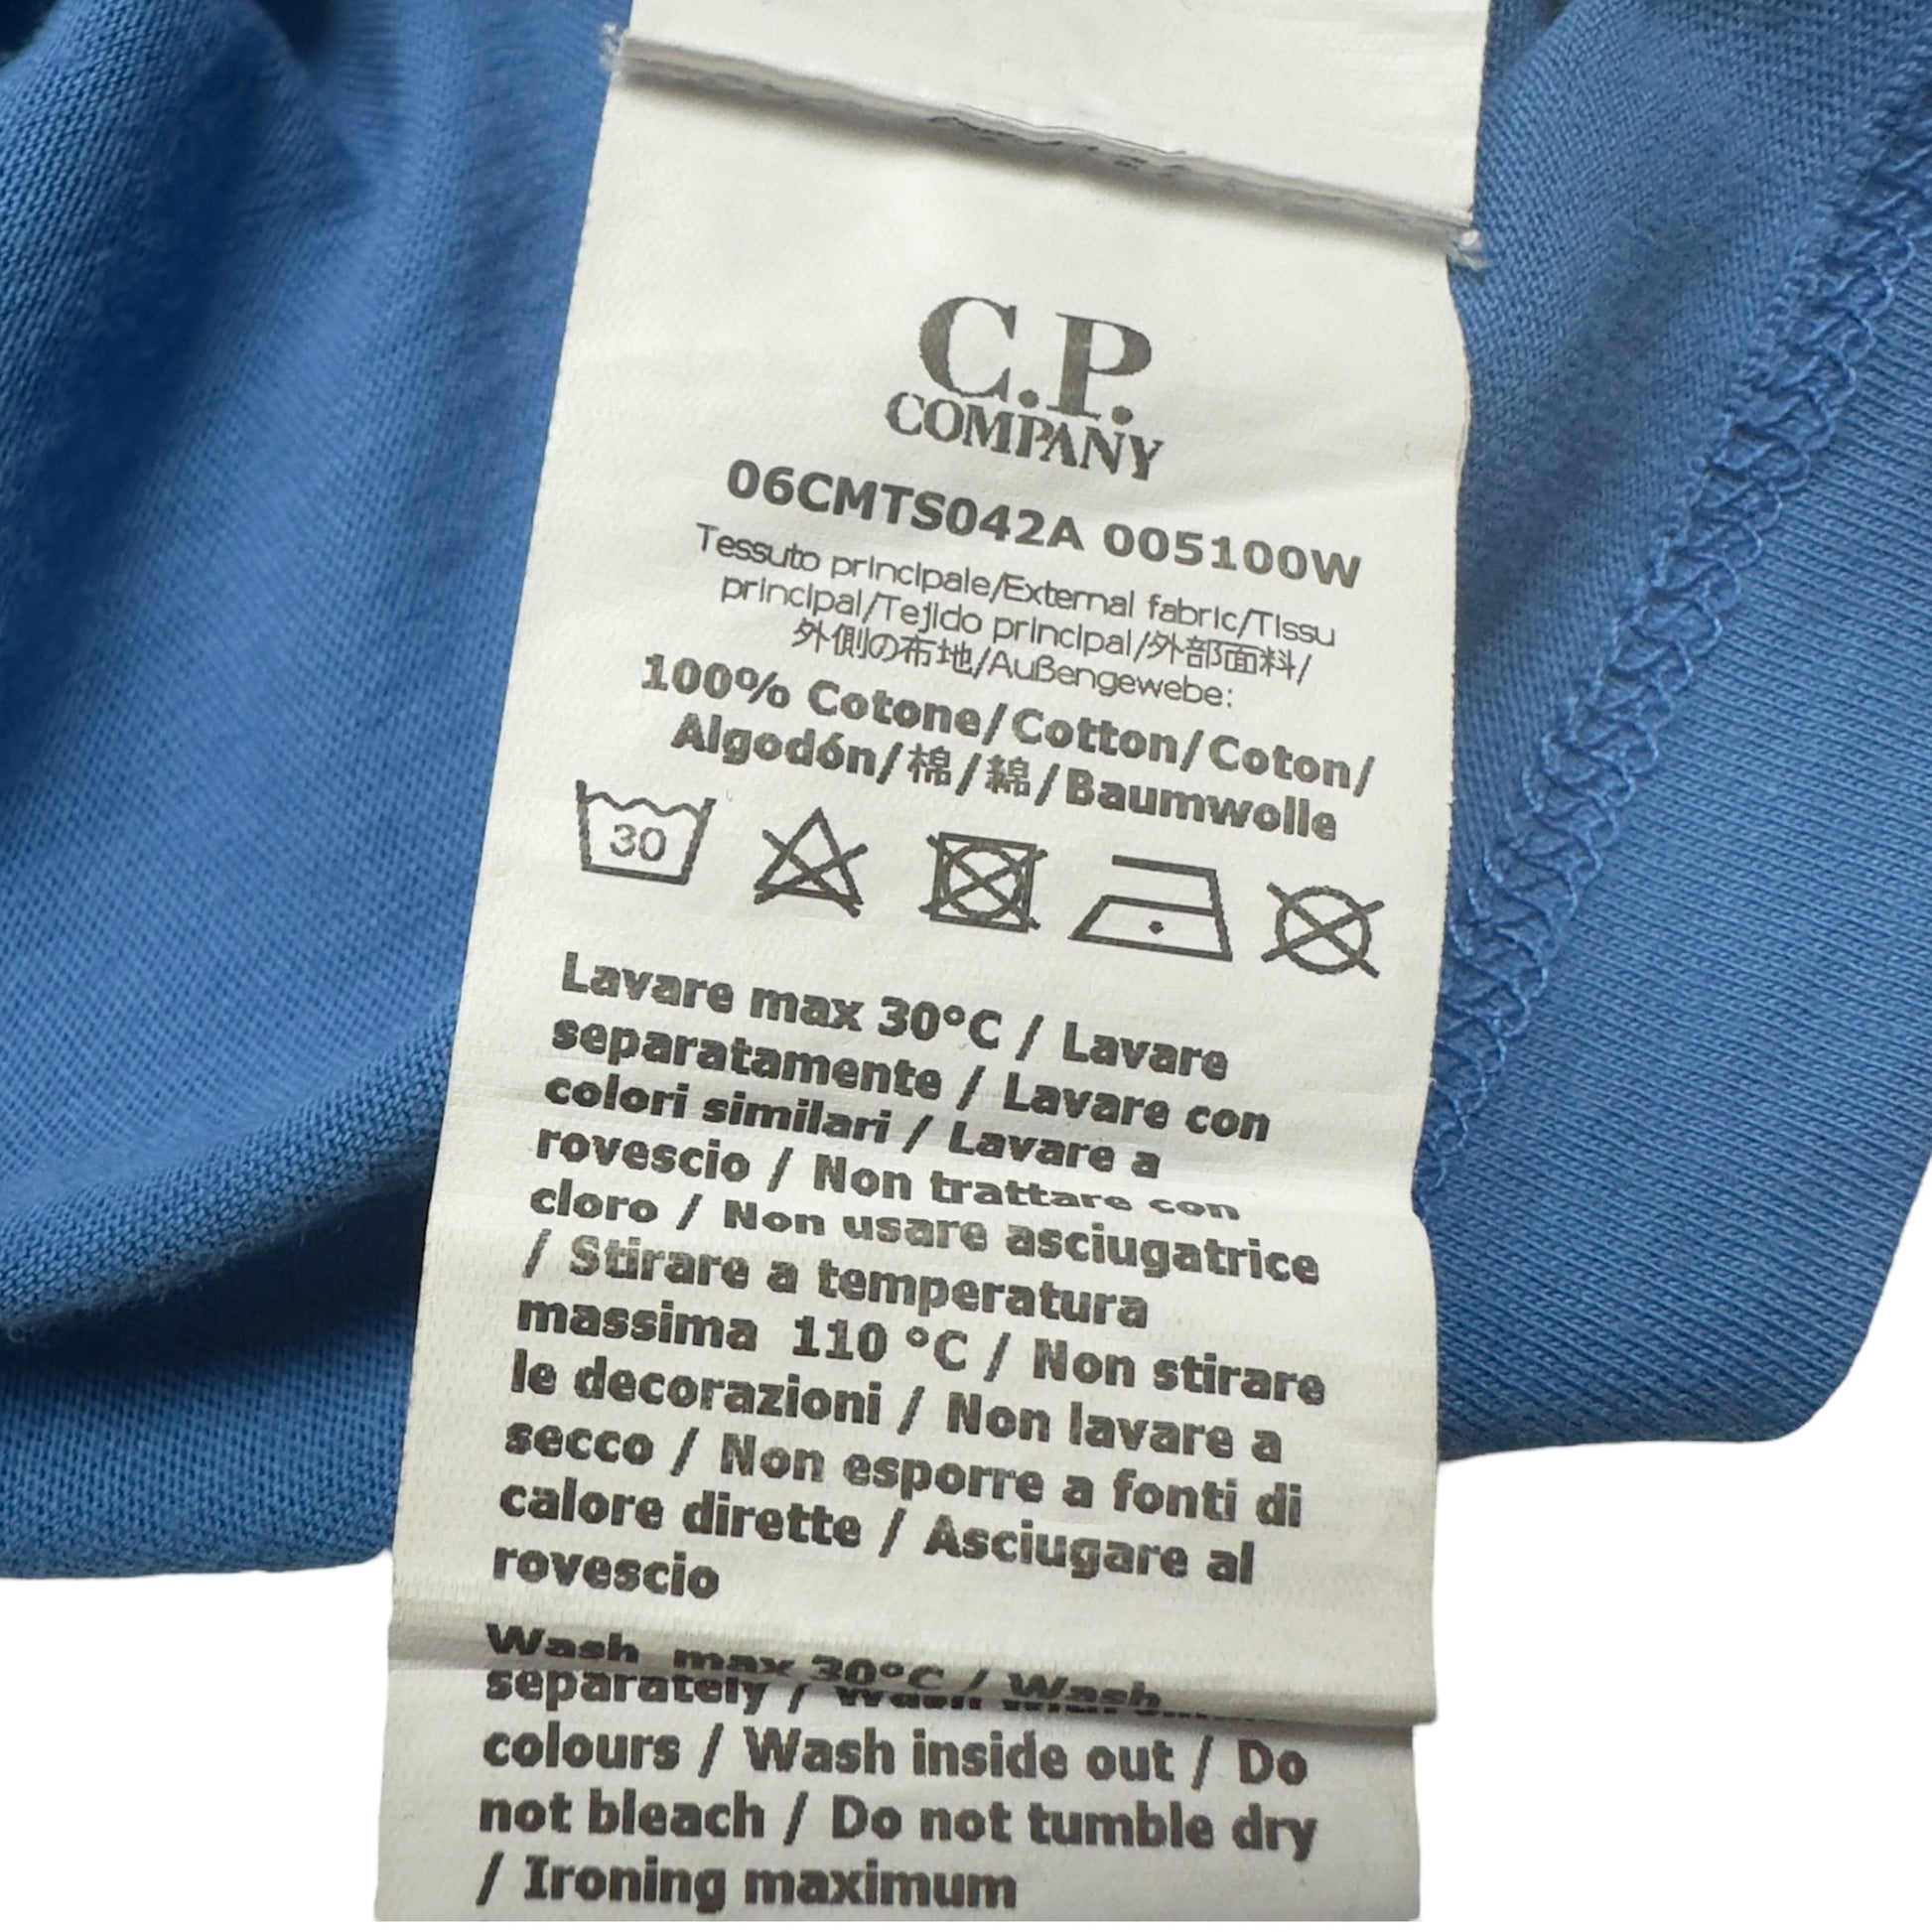 C.P.
COMPANY
06CMTS042A 005100W
Tessuto principale/External fabric/Tissu
principal/Tejido principal/外部面料/
外側の布地/Außengewebe:
100% Cotone/Cotton/Coton/
Algodón/棉/綿/Baumwolle
30
Lavare max 30°C / Lavare
separatamente / Lavare con
colori similari / Lavare a
rovescio / Non trattare con
cloro / Non usare asciugatrice
/ Stirare a temperatura
massima 110 °C / Non stirare
le decorazioni / Non lavare a
secco / Non esporre a fonti di
calore dirette / Asciugare al
rovescio
Wash max 30°C / Wash
separately / Wash with
colours / Wash inside out / Do
not bleach / Do not tumble dry
/ Ironing maximum